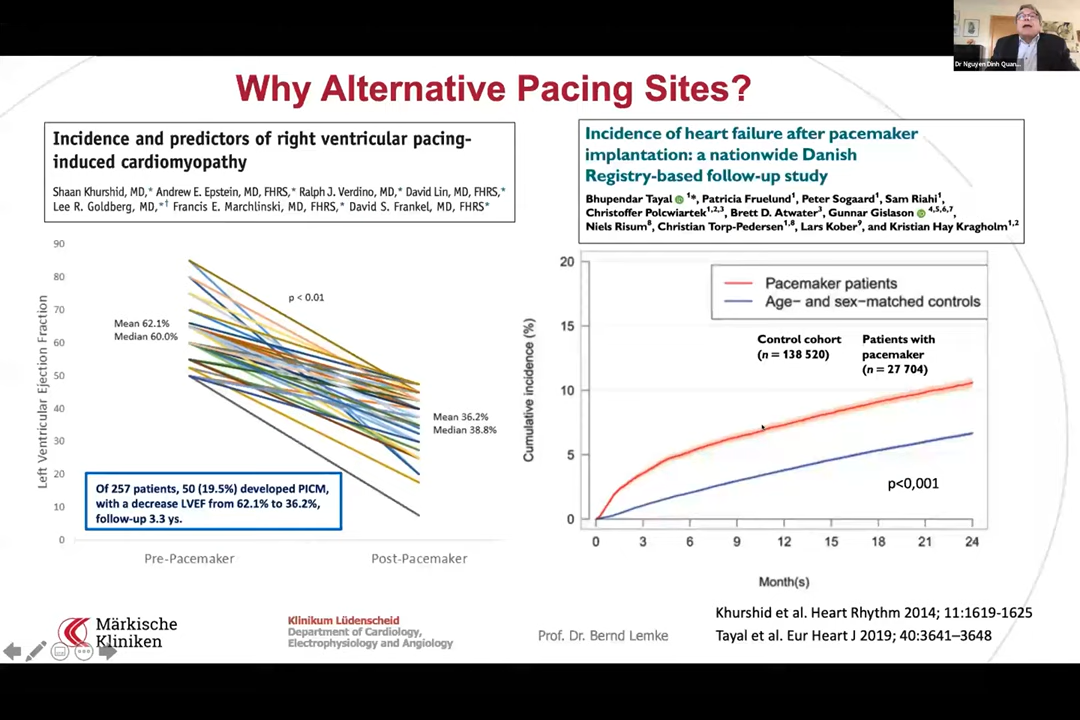 Dr Nguyen Dinh Quan...
Why Alternative Pacing Sites?
Incidence and predictors of right ventricular pacing-
induced cardiomyopathy
Shaan Khurshid, MD,* Andrew E. Epstein, MD, FHRS,* Ralph J. Verdino, MD,* David Lin, MD, FHRS,*
Lee R. Goldberg, MD,*† Francis E. Marchlinski, MD, FHRS,* David S. Frankel, MD, FHRS*
Left Ventricular Ejection Fraction
90
80
70
60
50
40
30
20
10
0
p < 0.01
Mean 62.1%
Median 60.0%
Mean 36.2%
Median 38.8%
Of 257 patients, 50 (19.5%) developed PICM,
with a decrease LVEF from 62.1% to 36.2%,
follow-up 3.3 ys.
Pre-Pacemaker
Post-Pacemaker
Incidence of heart failure after pacemaker
implantation: a nationwide Danish
Registry-based follow-up study
Bhupendar Tayal iD 1*, Patricia Fruelund1, Peter Sogaard1, Sam Riahi1,
Christoffer Polcwiartek1,2,3, Brett D. Atwater3, Gunnar Gislason iD 4,5,6,7,
Niels Risum8, Christian Torp-Pedersen1,8, Lars Kober9, and Kristian Hay Kragholm1,2
Cumulative incidence (%)
20
15
10
5
0
Pacemaker patients
Age- and sex-matched controls
Control cohort
(n = 138 520)
Patients with
pacemaker
(n = 27 704)
p<0,001
0 3 6 9 12 15 18 21 24
Month(s)
Märkische
Kliniken
Klinikum Lüdenscheid
Department of Cardiology,
Electrophysiology and Angiology
Prof. Dr. Bernd Lemke
Khurshid et al. Heart Rhythm 2014; 11:1619-1625
Tayal et al. Eur Heart J 2019; 40:3641–3648